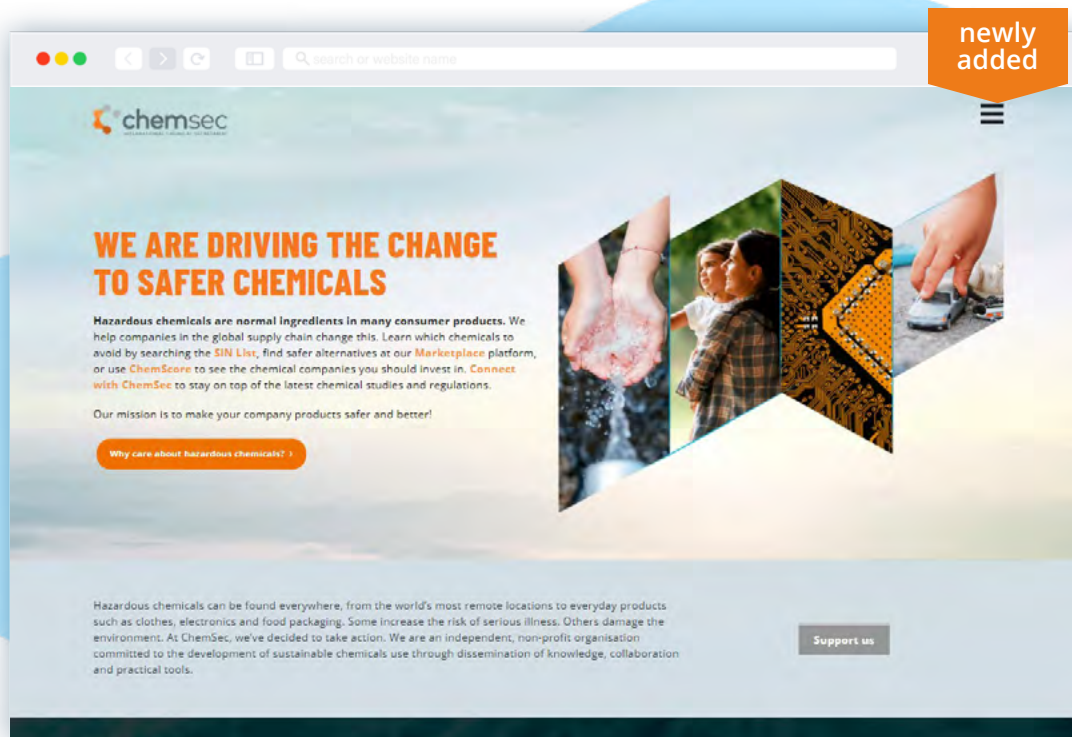 newly
added
search or website name
chemsec
WE ARE DRIVING THE CHANGE
TO SAFER CHEMICALS
Hazardous chemicals are normal ingredients in many consumer products. We
help companies in the global supply chain change this. Learn which chemicals to
avoid by searching the SIN List, find safer alternatives at our Marketplace platform,
or use ChemScore to see the chemical companies you should invest in. Connect
with ChemSec to stay on top of the latest chemical studies and regulations.
Our mission is to make your company products safer and better!
Why care about hazardous chemicals? ›
Hazardous chemicals can be found everywhere, from the world's most remote locations to everyday products
such as clothes, electronics and food packaging. Some increase the risk of serious illness. Others damage the
environment. At ChemSec, we've decided to take action. We are an independent, non-profit organisation
committed to the development of sustainable chemicals use through dissemination of knowledge, collaboration
and practical tools.
Support us